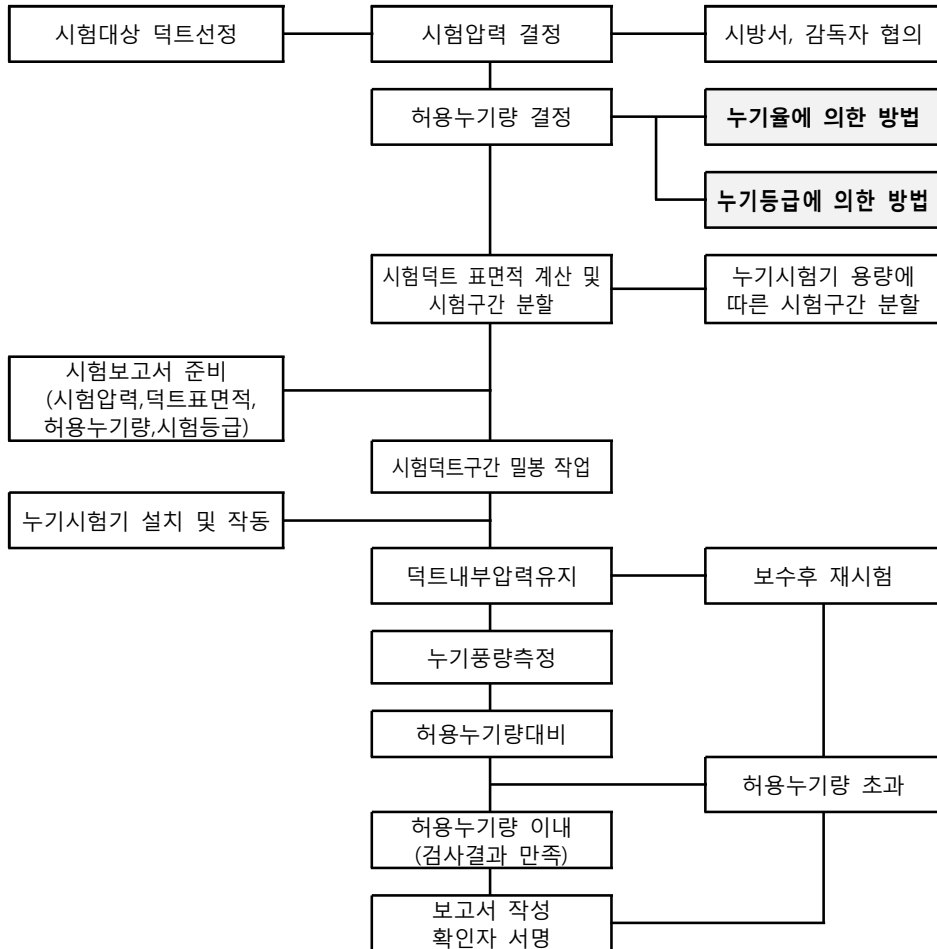 시험대상 덕트선정
시험압력 결정
시방서, 감독자 협의
허용누기량 결정
누기율에 의한 방법
누기등급에 의한 방법
시험덕트 표면적 계산 및
시험구간 분할
누기시험기 용량에
따른 시험구간 분할
시험보고서 준비
(시험압력,덕트표면적,
허용누기량,시험등급)
시험덕트구간 밀봉 작업
누기시험기 설치 및 작동
덕트내부압력유지
보수후 재시험
누기풍량측정
허용누기량대비
허용누기량 초과
허용누기량 이내
(검사결과 만족)
보고서 작성
확인자 서명